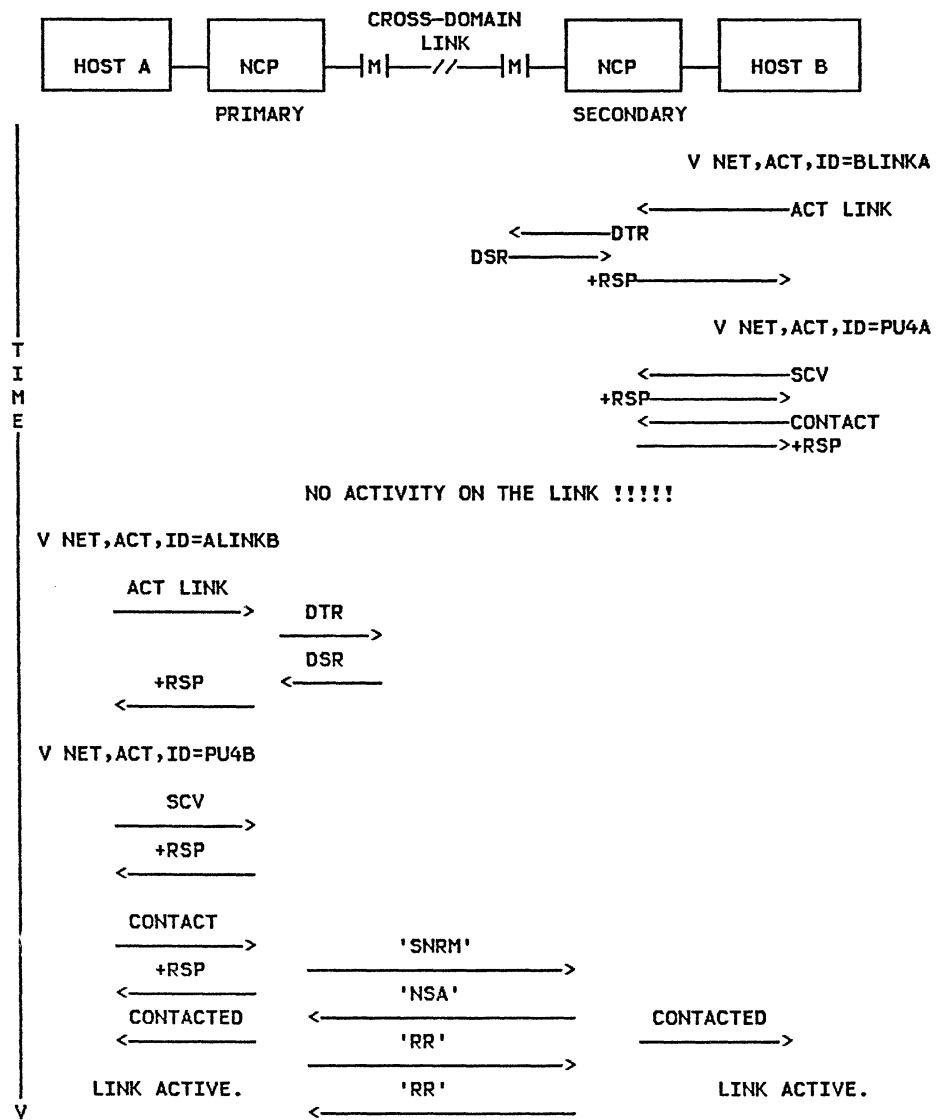 CROSS-DOMAIN
LINK
HOST A NCP M M NCP HOST B
PRIMARY SECONDARY
V NET,ACT,ID=BLINKA
ACT LINK
DTR
DSR
+RSP
V NET,ACT,ID=PU4A
TIME
SCV
+RSP
CONTACT
+RSP
NO ACTIVITY ON THE LINK !!!!!
V NET,ACT,ID=ALINKB
ACT LINK
DTR
DSR
+RSP
V NET,ACT,ID=PU4B
SCV
+RSP
CONTACT
'SNRM'
+RSP
'NSA'
CONTACTED CONTACTED
'RR'
LINK ACTIVE. 'RR' LINK ACTIVE.
V